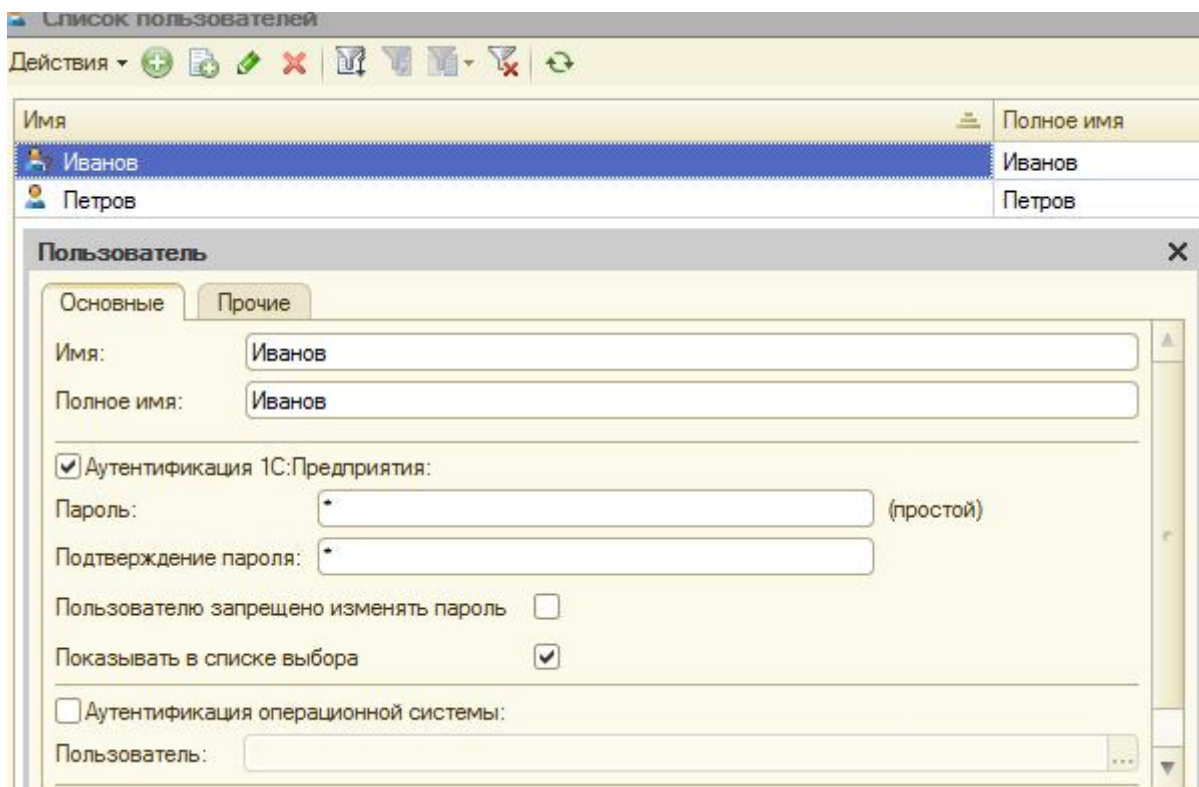 Список пользователей
Действия
Имя Полное имя
Иванов Иванов
Петров Петров
Пользователь
Основные Прочие
Имя: Иванов
Полное имя: Иванов
Аутентификация 1С:Предприятия:
Пароль: * (простой)
Подтверждение пароля: *
Пользователю запрещено изменять пароль
Показывать в списке выбора
Аутентификация операционной системы:
Пользователь: ...